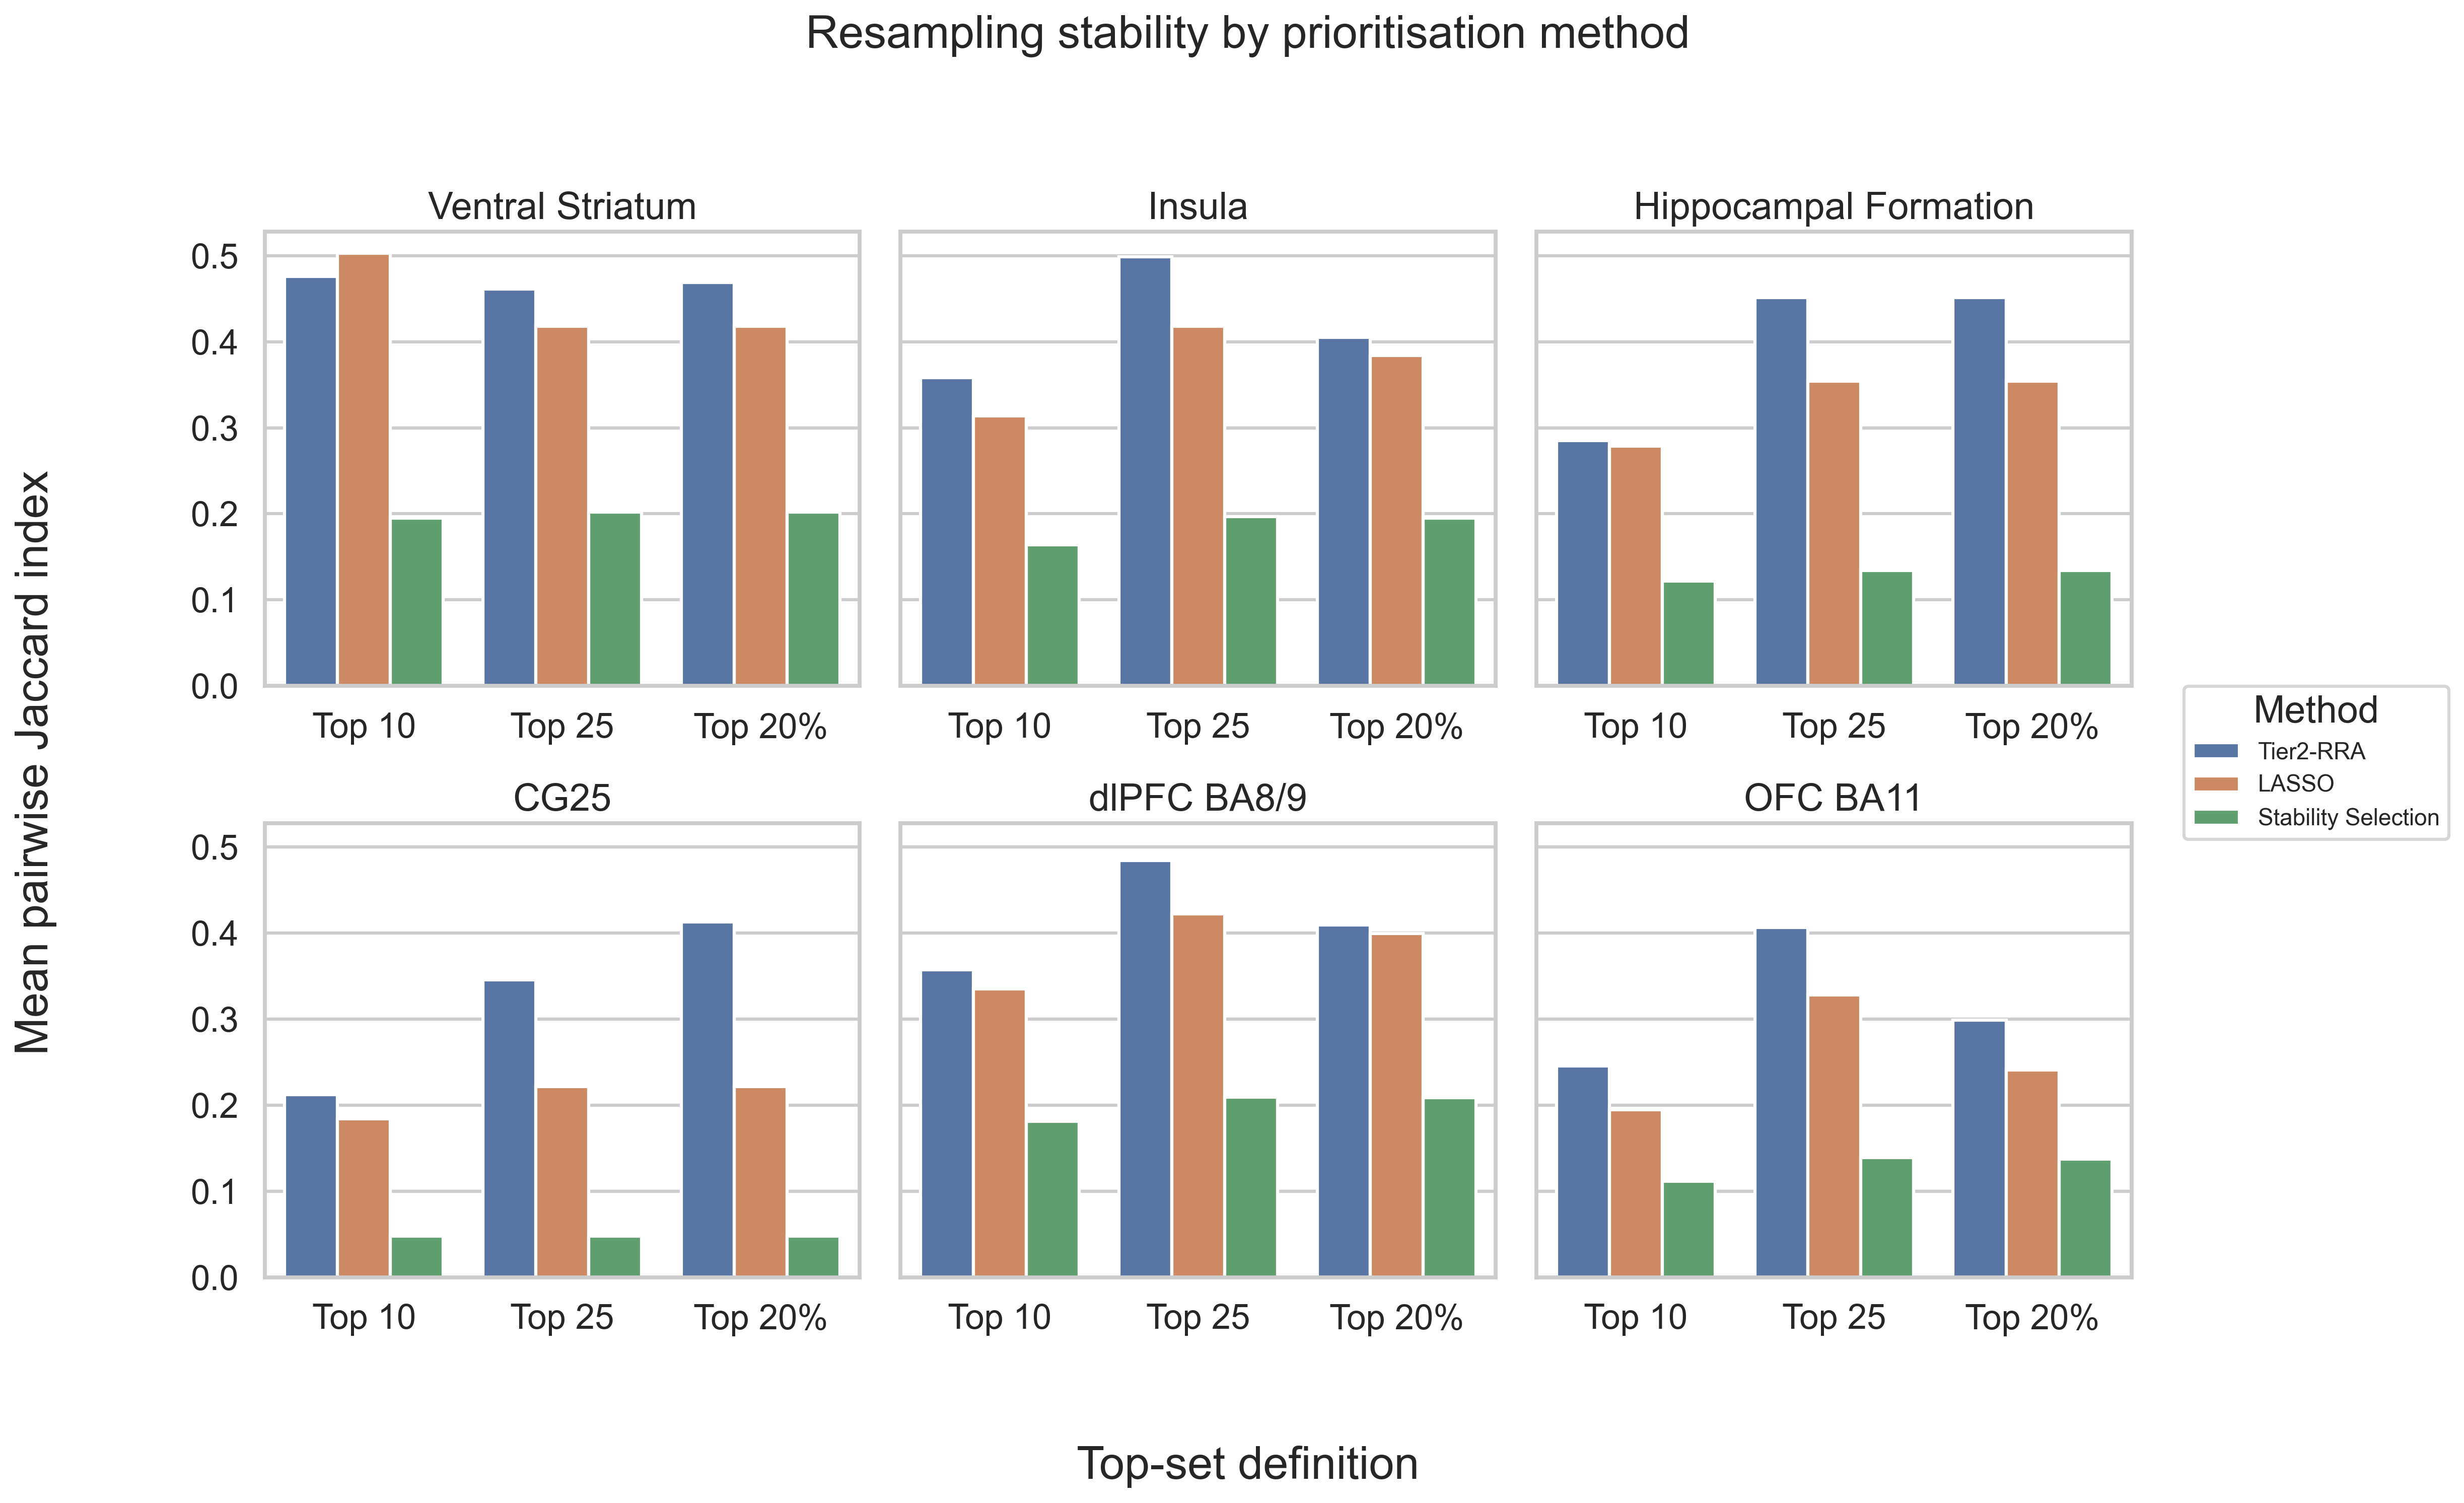 Resampling stability by prioritisation method
Ventral Striatum
Insula
Hippocampal Formation
Mean pairwise Jaccard index
0.5
0.4
0.3
0.2
0.1
0.0
Top 10 Top 25 Top 20%
Top 10 Top 25 Top 20%
Top 10 Top 25 Top 20%
Method
Tier2-RRA
LASSO
Stability Selection
CG25
dlPFC BA8/9
OFC BA11
0.5
0.4
0.3
0.2
0.1
0.0
Top 10 Top 25 Top 20%
Top 10 Top 25 Top 20%
Top 10 Top 25 Top 20%
Top-set definition